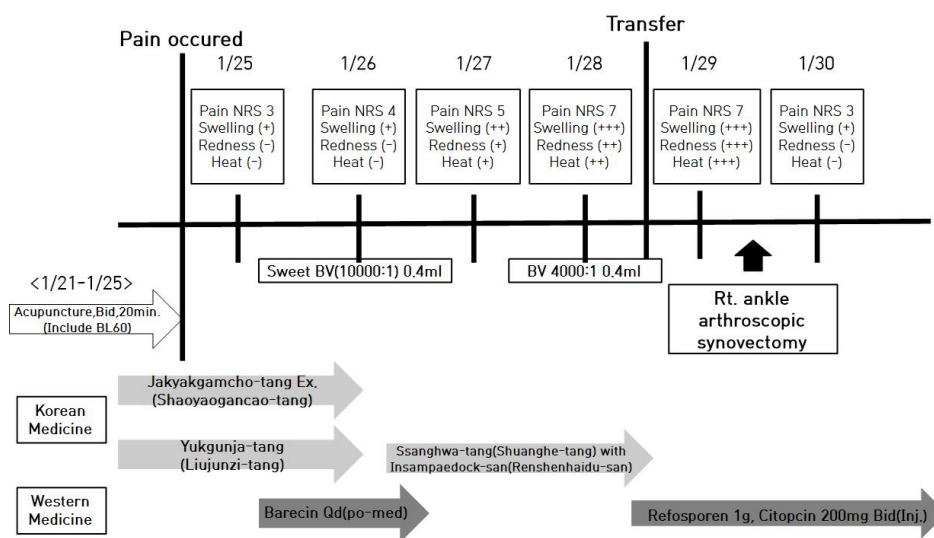 Pain occured
Transfer
1/25
1/26
1/27
1/28
1/29
1/30
Pain NRS 3
Swelling (+)
Redness (-)
Heat (-)
Pain NRS 4
Swelling (+)
Redness (-)
Heat (-)
Pain NRS 5
Swelling (++)
Redness (+)
Heat (+)
Pain NRS 7
Swelling (+++)
Redness (++)
Heat (++)
Pain NRS 7
Swelling (+++)
Redness (+++)
Heat (+++)
Pain NRS 3
Swelling (+)
Redness (-)
Heat (-)
Sweet BV(10000:1) 0.4ml
BV 4000:1 0.4ml
<1/21-1/25>
Acupuncture,Bid,20min.
(Include BL60)
Rt. ankle
arthroscopic
synovectomy
Korean
Medicine
Jakyakgamcho-tang Ex.
(Shaoyaogancao-tang)
Yukgunja-tang
(Liujunzi-tang)
Ssanghwa-tang(Shuanghe-tang) with
Insampaedock-san(Renshenhaidu-san)
Western
Medicine
Barecin Qd(po-med)
Refosporen 1g, Citopcin 200mg Bid(Inj.)